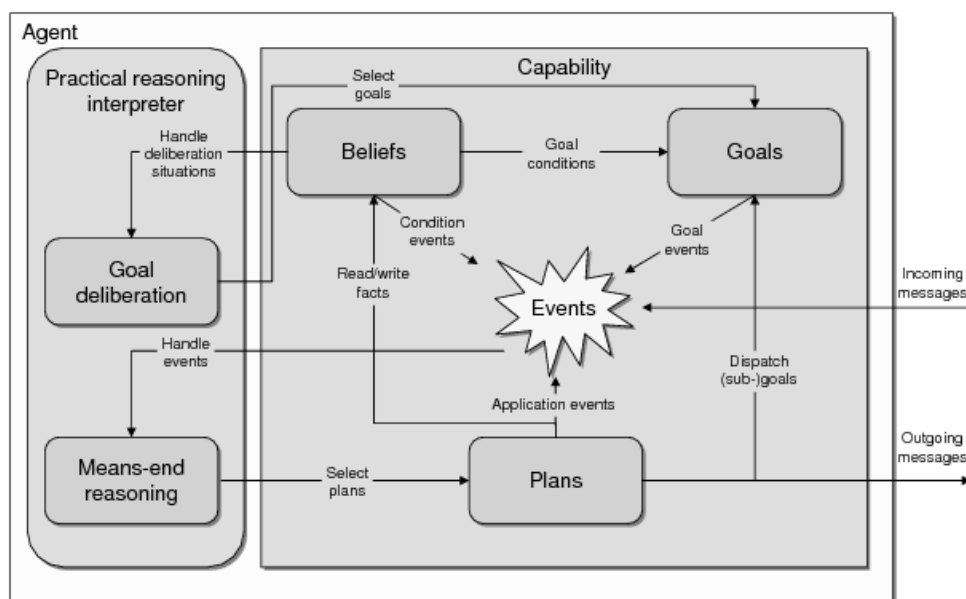 Agent
Practical reasoning
interpreter
Capability
Select
goals
Handle
deliberation
situations
Beliefs
Goal
conditions
Goals
Condition
events
Goal
events
Goal
deliberation
Read/write
facts
Events
Incoming
messages
Handle
events
Dispatch
(sub-)goals
Application events
Means-end
reasoning
Select
plans
Plans
Outgoing
messages